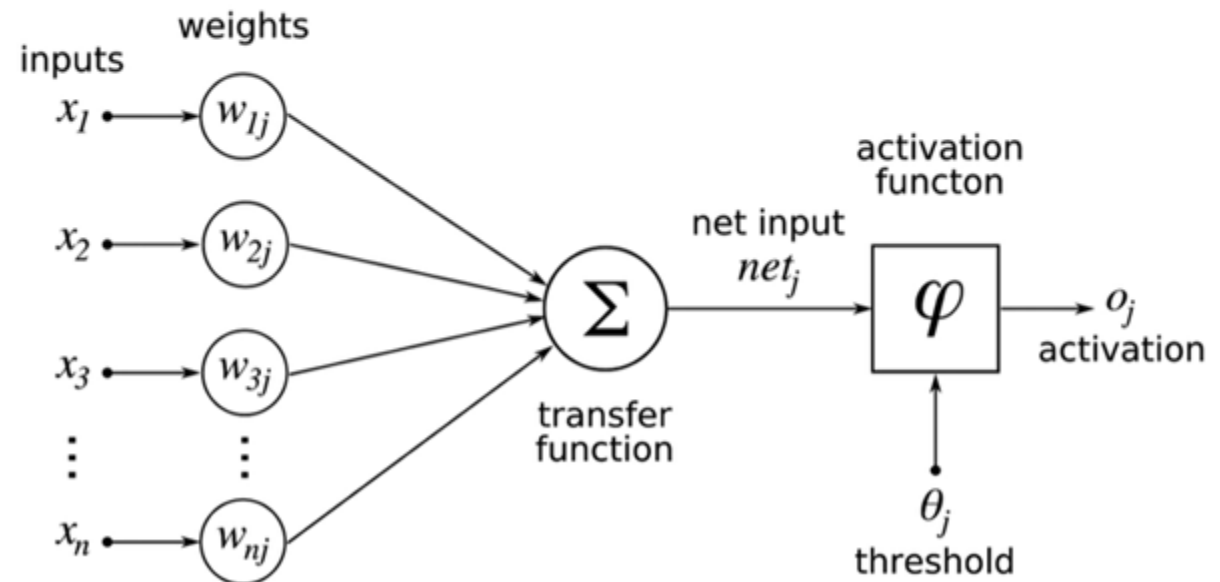 weights
inputs
x1
w1j
x2
w2j
x3
w3j
⋮
⋮
xn
wnj
Σ
transfer
function
net input
netj
activation
functon
φ
oj
activation
θj
threshold